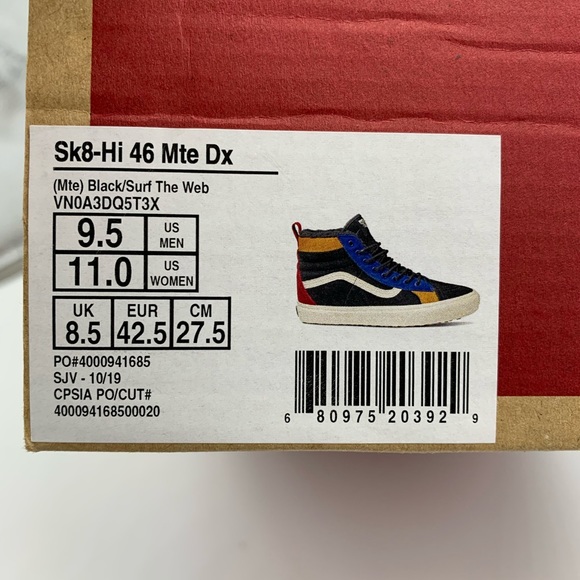 Sk8-Hi 46 Mte Dx
(Mte) Black/Surf The Web
VN0A3DQ5T3X
9.5 US MEN
11.0 US WOMEN
UK 8.5 EUR 42.5 CM 27.5
PO#4000941685
SJV - 10/19
CPSIA PO/CUT#
400094168500020
6 80975 20392 9